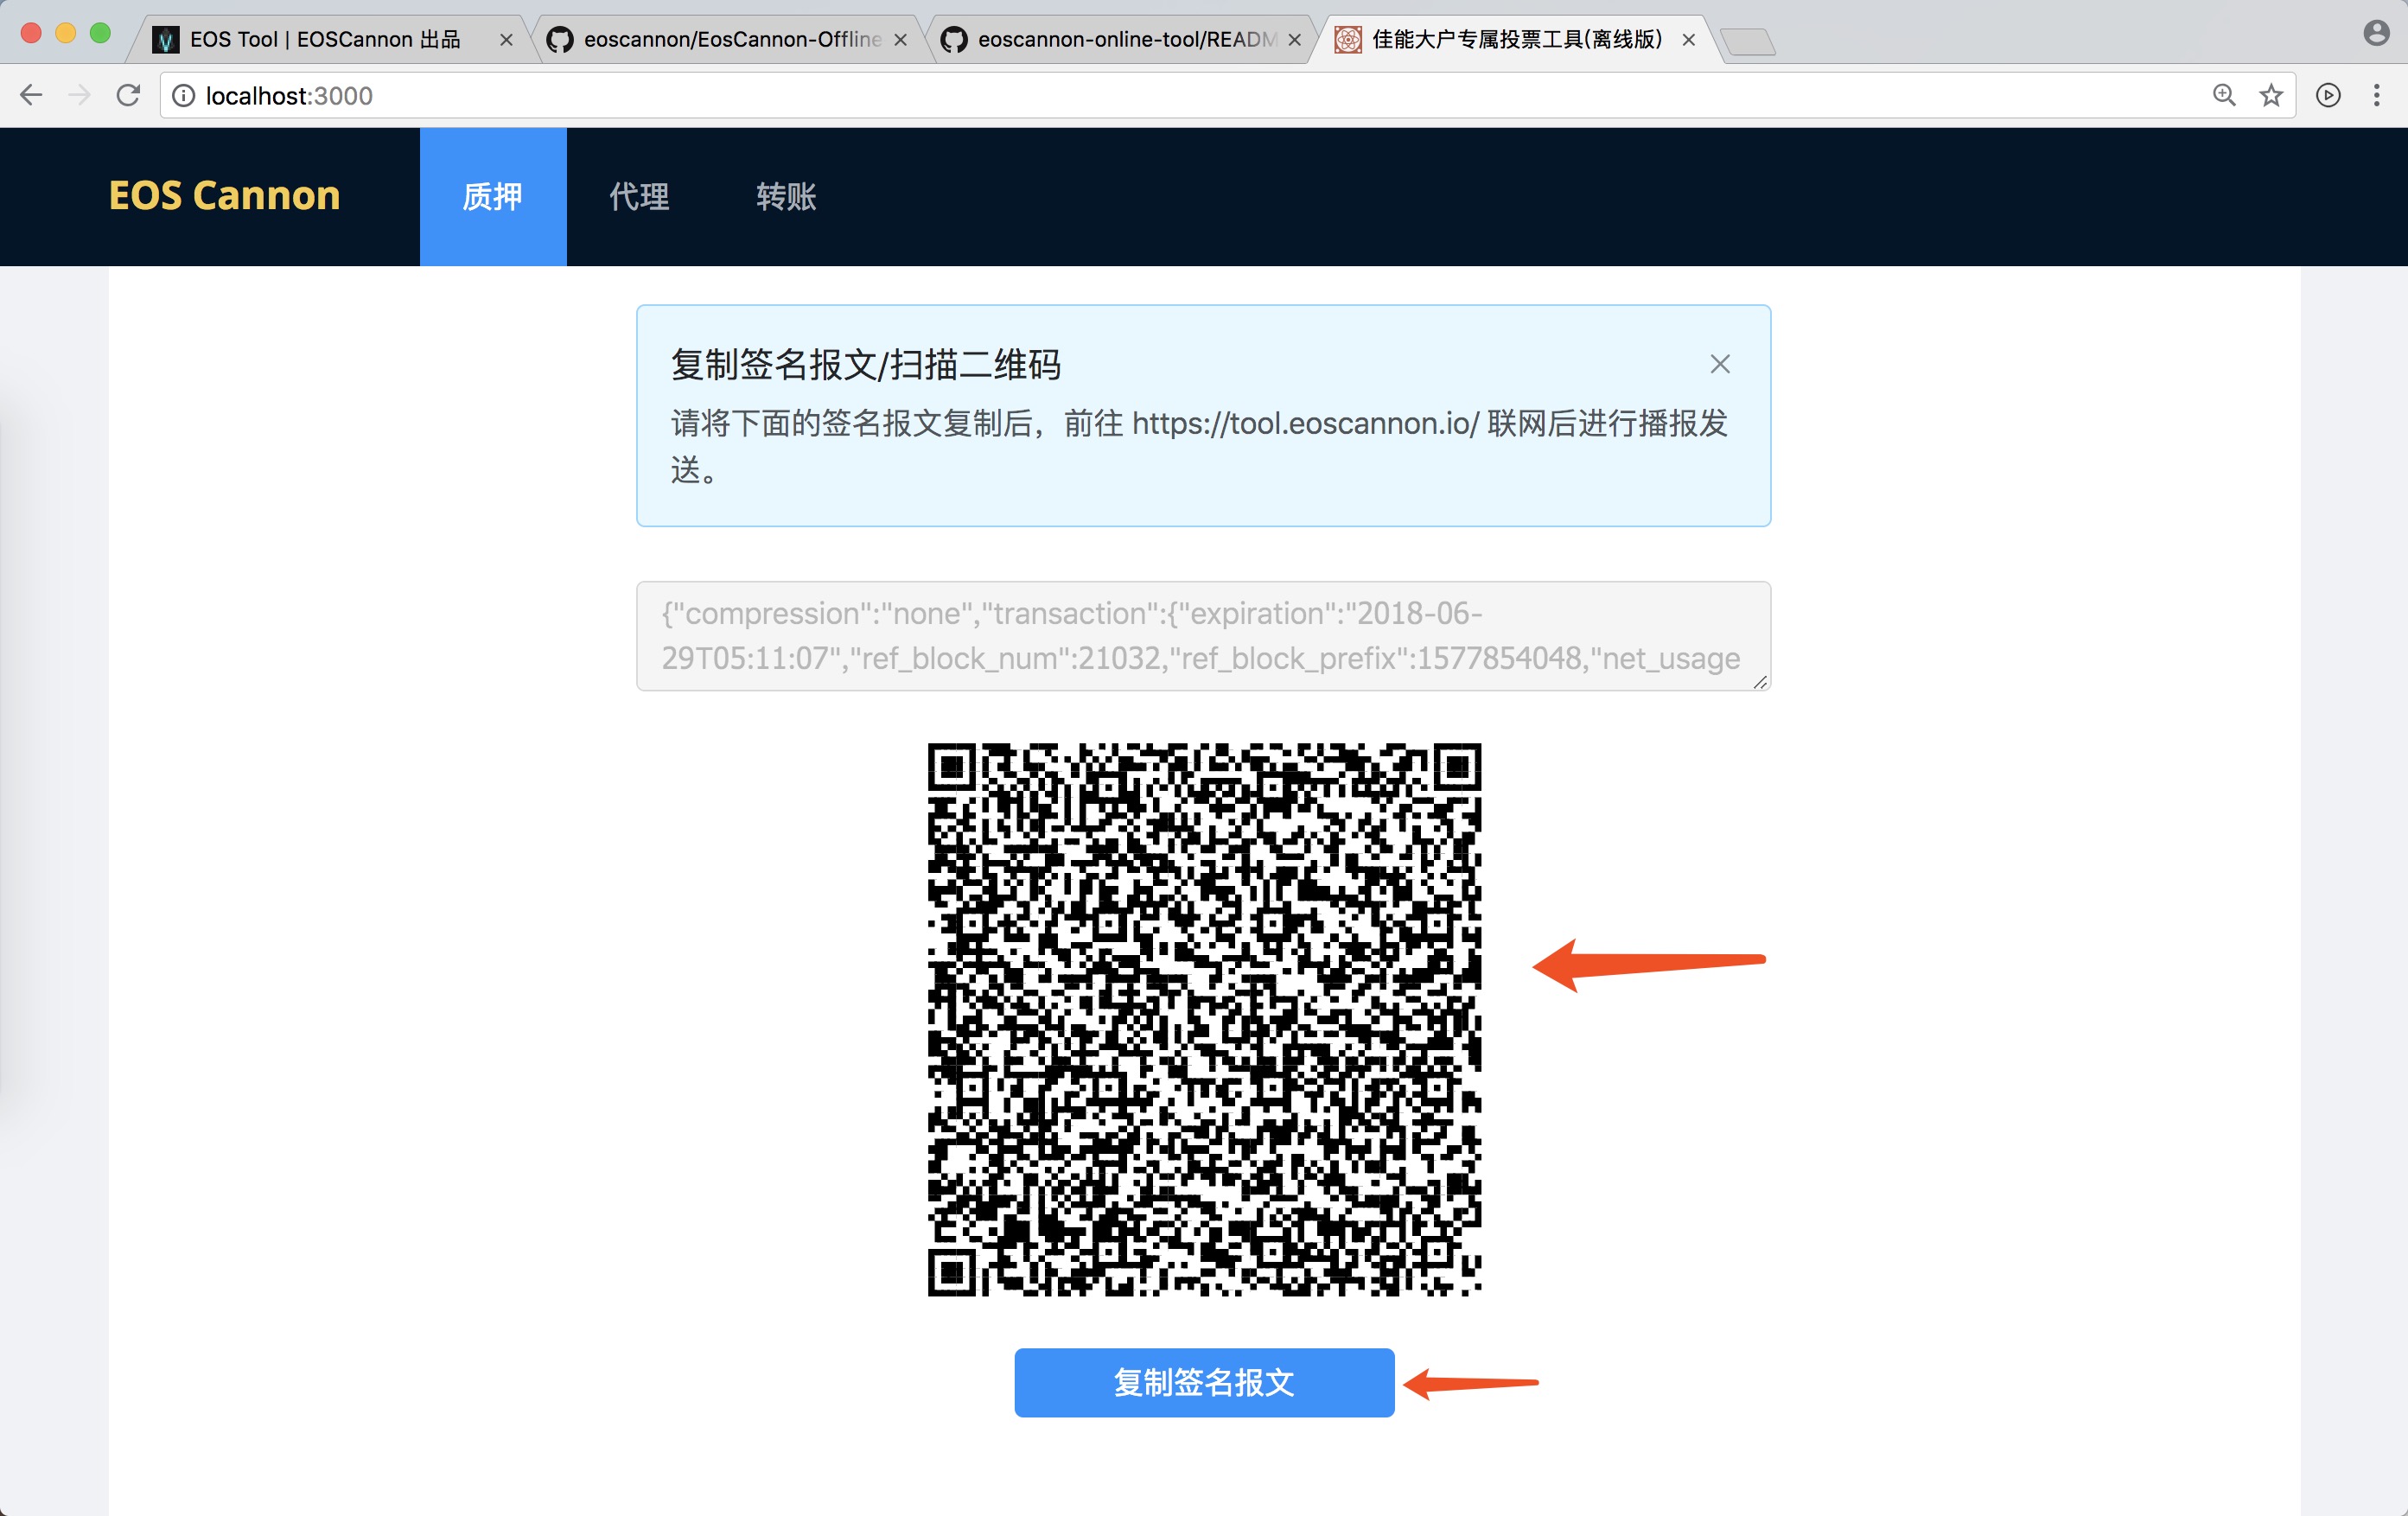 EOS Tool | EOSCannon 出品
eoscannon/EosCannon-Offline
eoscannon-online-tool/READM
佳能大户专属投票工具(离线版)
localhost:3000
EOS Cannon
质押
代理
转账
复制签名报文/扫描二维码
请将下面的签名报文复制后，前往 https://tool.eoscannon.io/ 联网后进行播报发
送。
{"compression":"none","transaction":{"expiration":"2018-06-
29T05:11:07","ref_block_num":21032,"ref_block_prefix":1577854048,"net_usage
复制签名报文